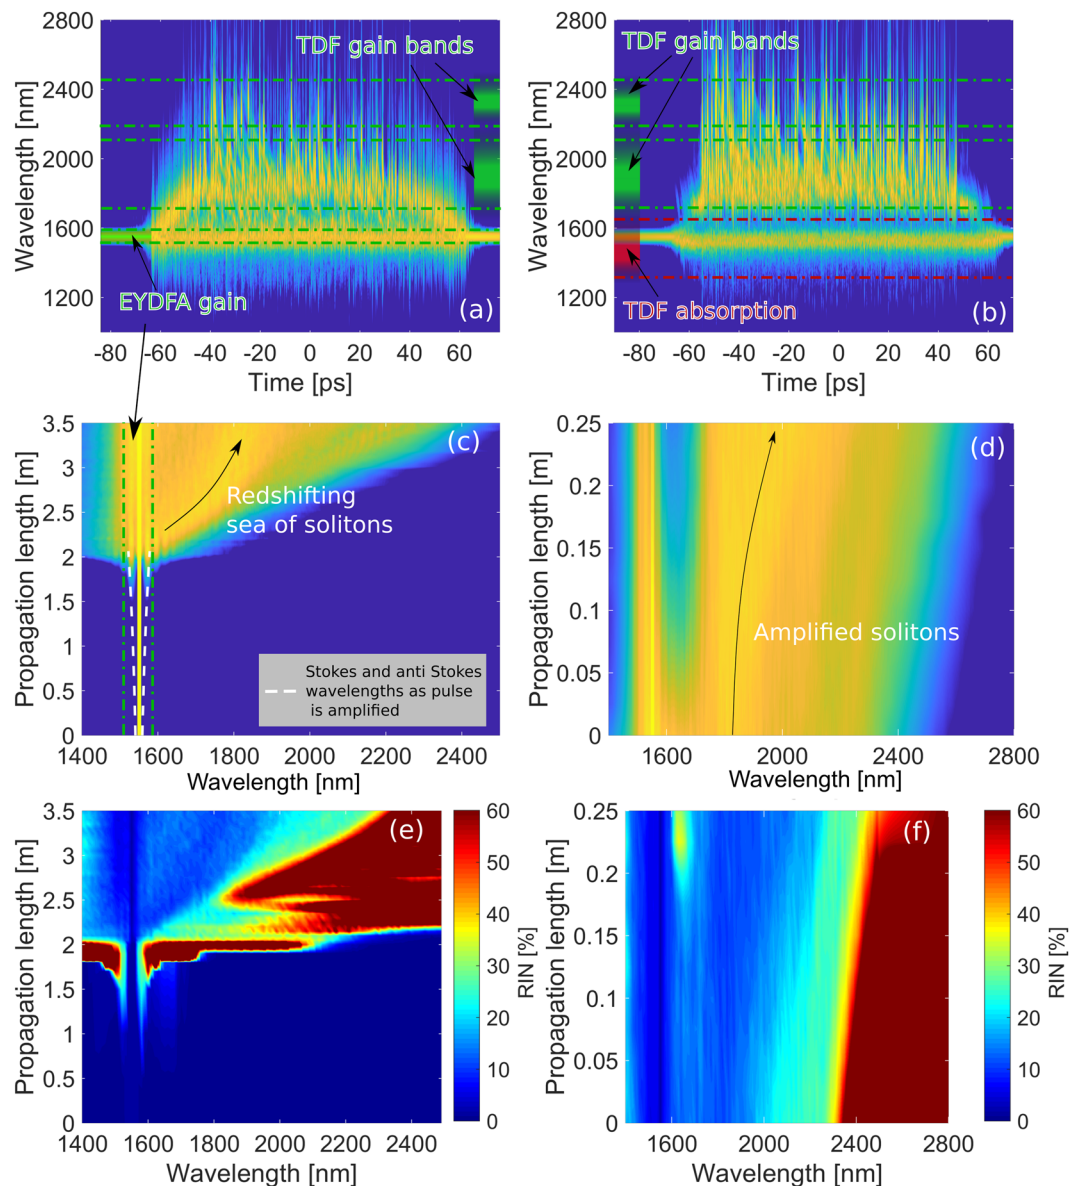 2800
2400
2000
1600
1200
Wavelength [nm]
TDF gain bands
EYDFA gain
(a)
-80 -60 -40 -20 0 20 40 60
Time [ps]
2800
2400
2000
1600
1200
Wavelength [nm]
TDF gain bands
TDF absorption
(b)
-80 -60 -40 -20 0 20 40 60
Time [ps]
3.5
3
2.5
2
1.5
1
0.5
0
Propagation length [m]
(c)
Redshifting
sea of solitons
Stokes and anti Stokes
wavelengths as pulse
is amplified
1400 1600 1800 2000 2200 2400
Wavelength [nm]
0.25
0.2
0.15
0.1
0.05
0
Propagation length [m]
(d)
Amplified solitons
1600 2000 2400 2800
Wavelength [nm]
3.5
3
2.5
2
1.5
1
0.5
0
Propagation length [m]
(e)
1400 1600 1800 2000 2200 2400
Wavelength [nm]
60
50
40
30
20
10
0
RIN [%]
0.25
0.2
0.15
0.1
0.05
0
Propagation length [m]
(f)
1600 2000 2400 2800
Wavelength [nm]
60
50
40
30
20
10
0
RIN [%]